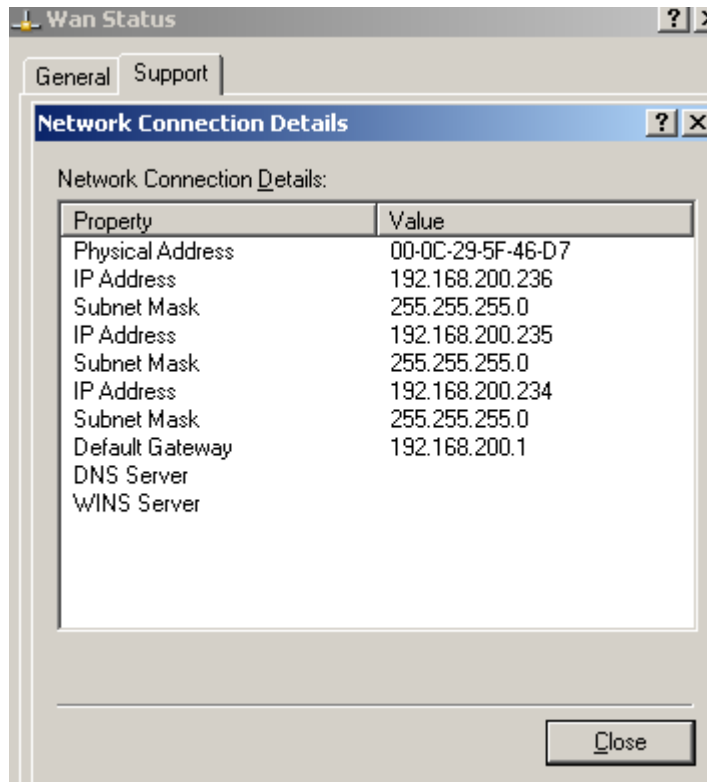 Wan Status
General Support
Network Connection Details
Network Connection Details:
Property Value
Physical Address 00-0C-29-5F-46-D7
IP Address 192.168.200.236
Subnet Mask 255.255.255.0
IP Address 192.168.200.235
Subnet Mask 255.255.255.0
IP Address 192.168.200.234
Subnet Mask 255.255.255.0
Default Gateway 192.168.200.1
DNS Server
WINS Server
Close